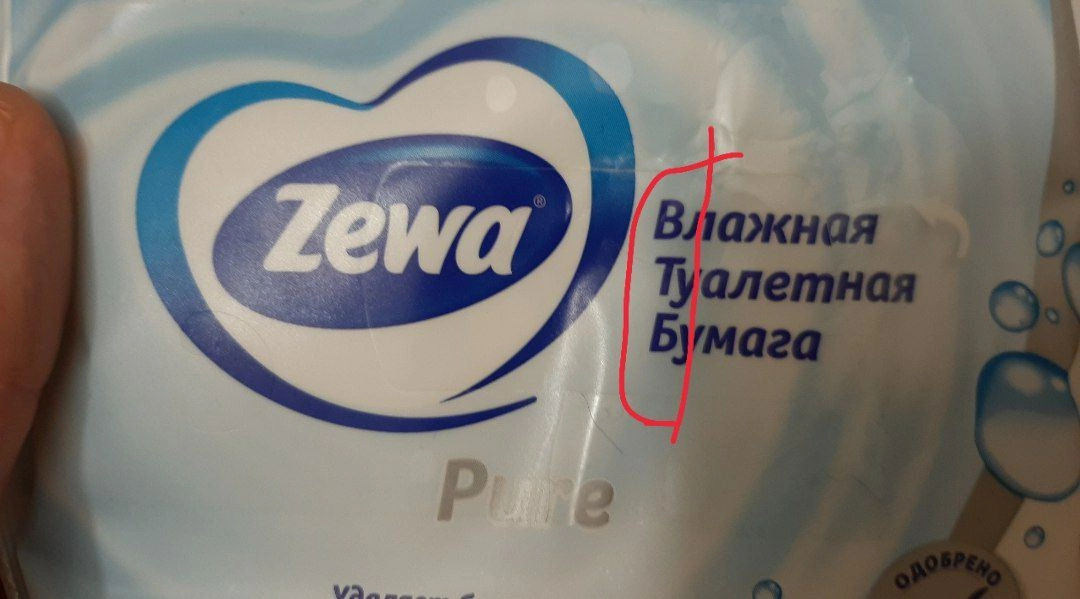 Zewa®
Влажная
Туалетная
Бумага
Pure
ОДОБРЕНО